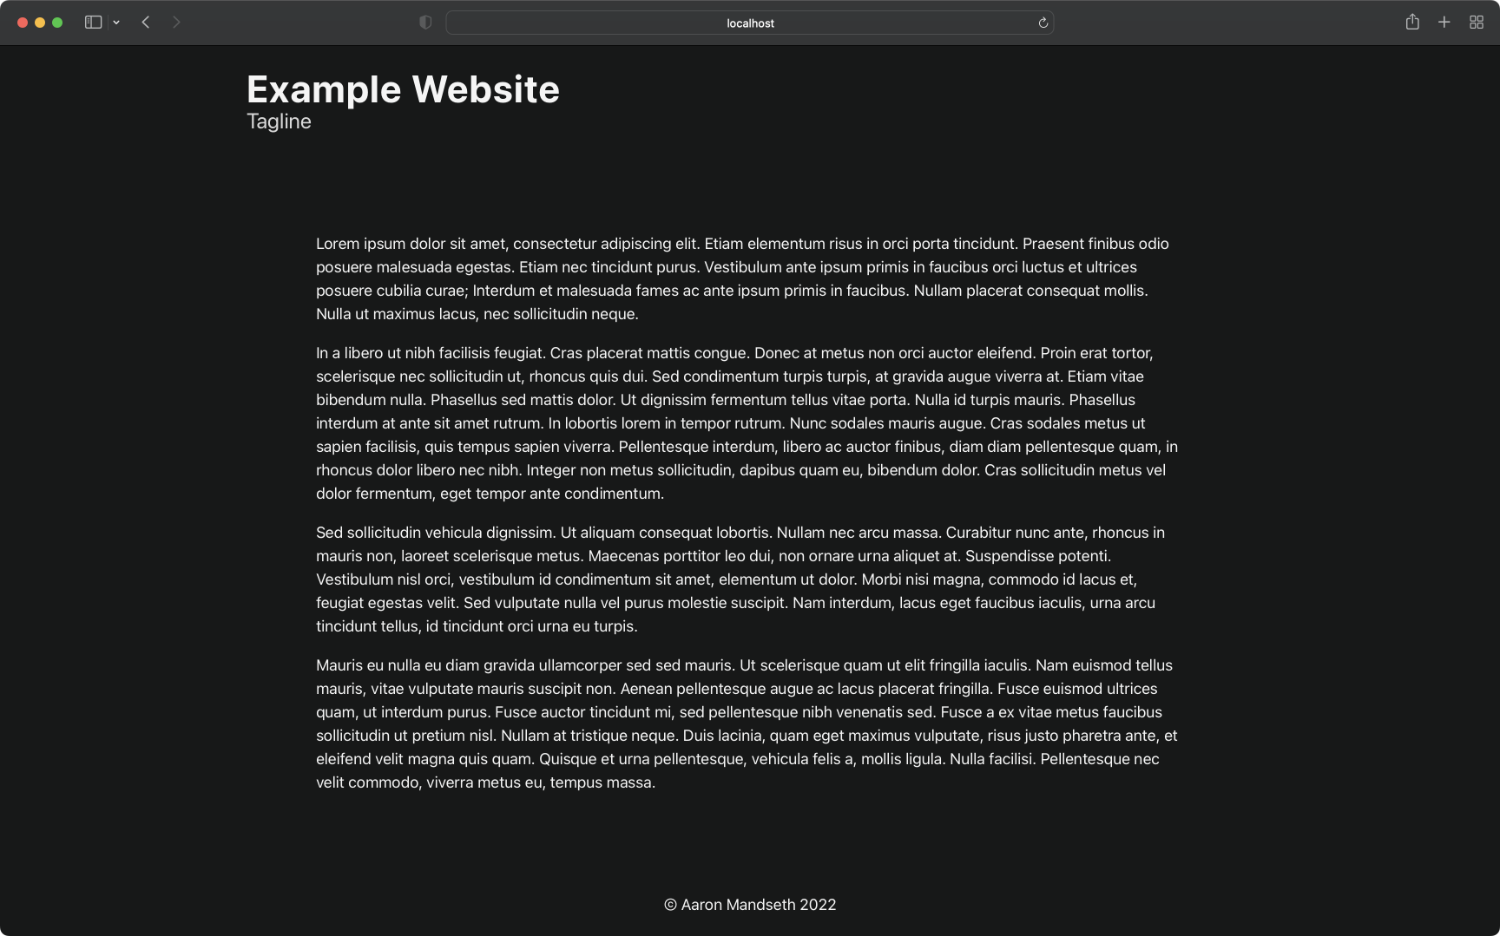 localhost
Example Website
Tagline
Lorem ipsum dolor sit amet, consectetur adipiscing elit. Etiam elementum risus in orci porta tincidunt. Praesent finibus odio
posuere malesuada egestas. Etiam nec tincidunt purus. Vestibulum ante ipsum primis in faucibus orci luctus et ultrices
posuere cubilia curae; Interdum et malesuada fames ac ante ipsum primis in faucibus. Nullam placerat consequat mollis.
Nulla ut maximus lacus, nec sollicitudin neque.
In a libero ut nibh facilisis feugiat. Cras placerat mattis congue. Donec at metus non orci auctor eleifend. Proin erat tortor,
scelerisque nec sollicitudin ut, rhoncus quis dui. Sed condimentum turpis turpis, at gravida augue viverra at. Etiam vitae
bibendum nulla. Phasellus sed mattis dolor. Ut dignissim fermentum tellus vitae porta. Nulla id turpis mauris. Phasellus
interdum at ante sit amet rutrum. In lobortis lorem in tempor rutrum. Nunc sodales mauris augue. Cras sodales metus ut
sapien facilisis, quis tempus sapien viverra. Pellentesque interdum, libero ac auctor finibus, diam diam pellentesque quam, in
rhoncus dolor libero nec nibh. Integer non metus sollicitudin, dapibus quam eu, bibendum dolor. Cras sollicitudin metus vel
dolor fermentum, eget tempor ante condimentum.
Sed sollicitudin vehicula dignissim. Ut aliquam consequat lobortis. Nullam nec arcu massa. Curabitur nunc ante, rhoncus in
mauris non, laoreet scelerisque metus. Maecenas porttitor leo dui, non ornare urna aliquet at. Suspendisse potenti.
Vestibulum nisl orci, vestibulum id condimentum sit amet, elementum ut dolor. Morbi nisi magna, commodo id lacus et,
feugiat egestas velit. Sed vulputate nulla vel purus molestie suscipit. Nam interdum, lacus eget faucibus iaculis, urna arcu
tincidunt tellus, id tincidunt orci urna eu turpis.
Mauris eu nulla eu diam gravida ullamcorper sed sed mauris. Ut scelerisque quam ut elit fringilla iaculis. Nam euismod tellus
mauris, vitae vulputate mauris suscipit non. Aenean pellentesque augue ac lacus placerat fringilla. Fusce euismod ultrices
quam, ut interdum purus. Fusce auctor tincidunt mi, sed pellentesque nibh venenatis sed. Fusce a ex vitae metus faucibus
sollicitudin ut pretium nisl. Nullam at tristique neque. Duis lacinia, quam eget maximus vulputate, risus justo pharetra ante, et
eleifend velit magna quis quam. Quisque et urna pellentesque, vehicula felis a, mollis ligula. Nulla facilisi. Pellentesque nec
velit commodo, viverra metus eu, tempus massa.
© Aaron Mandseth 2022